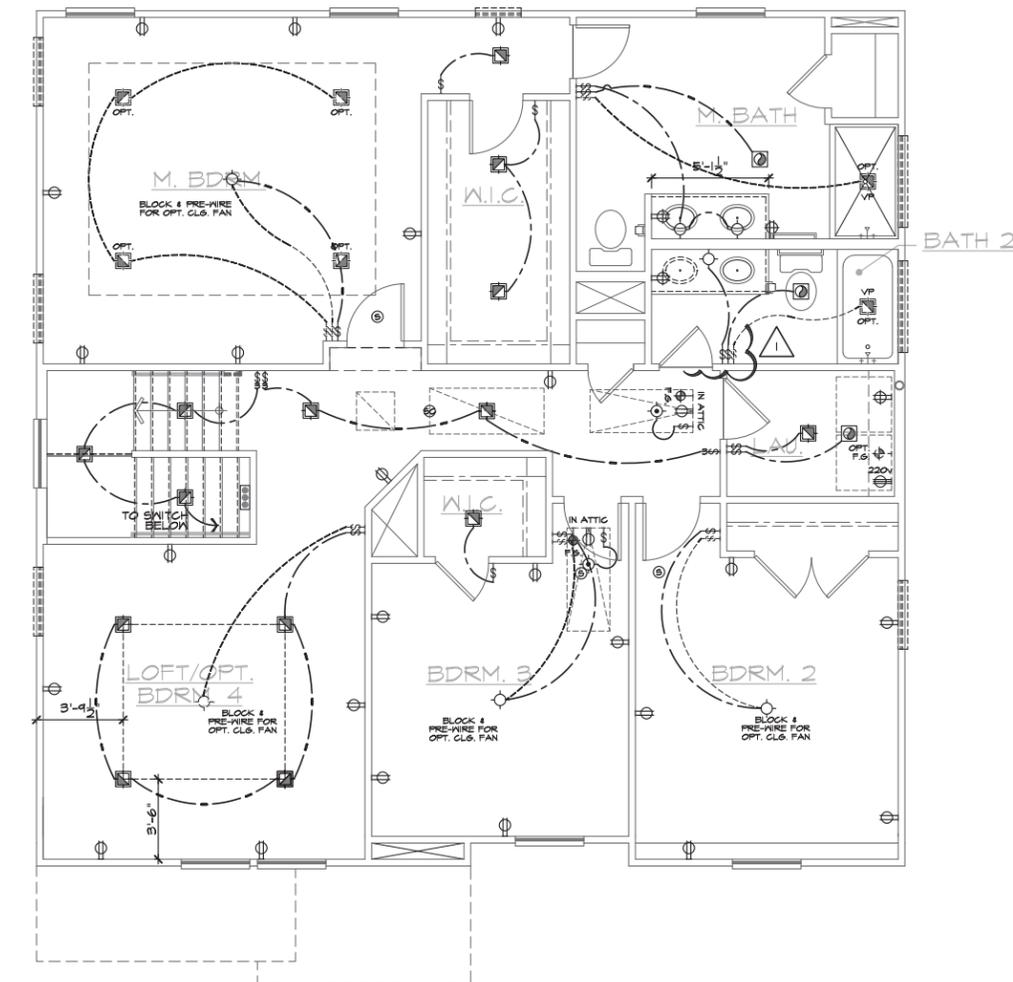 OPT.
OPT.
M. BDRM
BLOCK & PRE-WIRE
FOR OPT. CLG. FAN
OPT.
OPT.
$
$
W.I.C.
M. BATH
5'-1½"
OPT.
VP
BATH 2
VP
OPT.
1
S
TO SWITCH
BELOW
F.G.
IN ATTIC
$
3
LAU.
OPT.
F.G.
220V
W.I.C.
$
IN ATTIC
F.G.
$
S
S
LOFT/OPT.
BDRM. 4
BLOCK &
PRE-WIRE FOR
OPT. CLG. FAN
3'-9½"
3'-6"
BDRM. 3
BLOCK &
PRE-WIRE FOR
OPT. CLG. FAN
BDRM. 2
BLOCK &
PRE-WIRE FOR
OPT. CLG. FAN